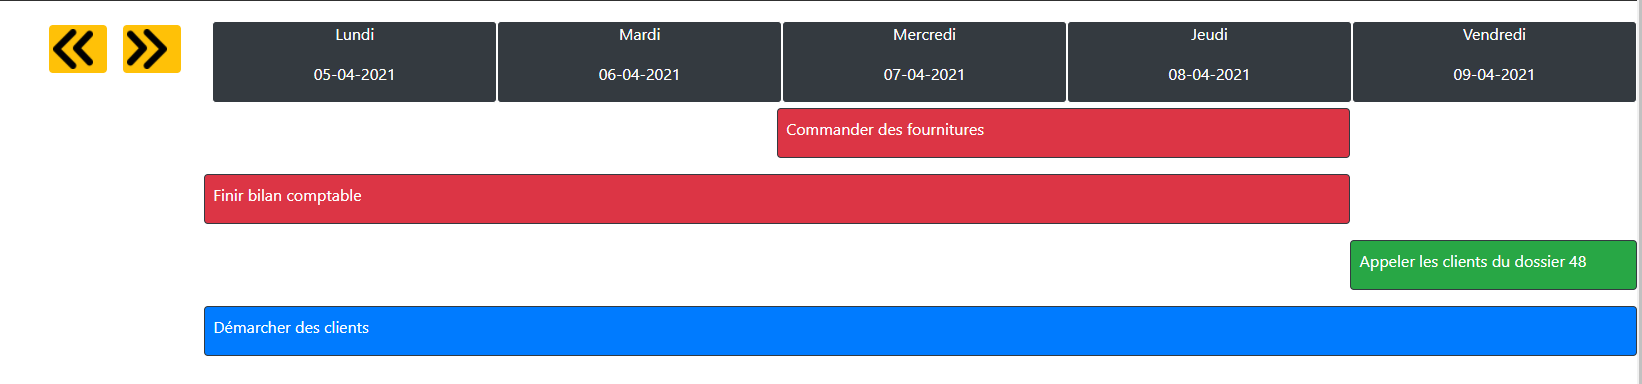 Lundi
05-04-2021
Mardi
06-04-2021
Mercredi
07-04-2021
Jeudi
08-04-2021
Vendredi
09-04-2021
Commander des fournitures
Finir bilan comptable
Appeler les clients du dossier 48
Démarcher des clients